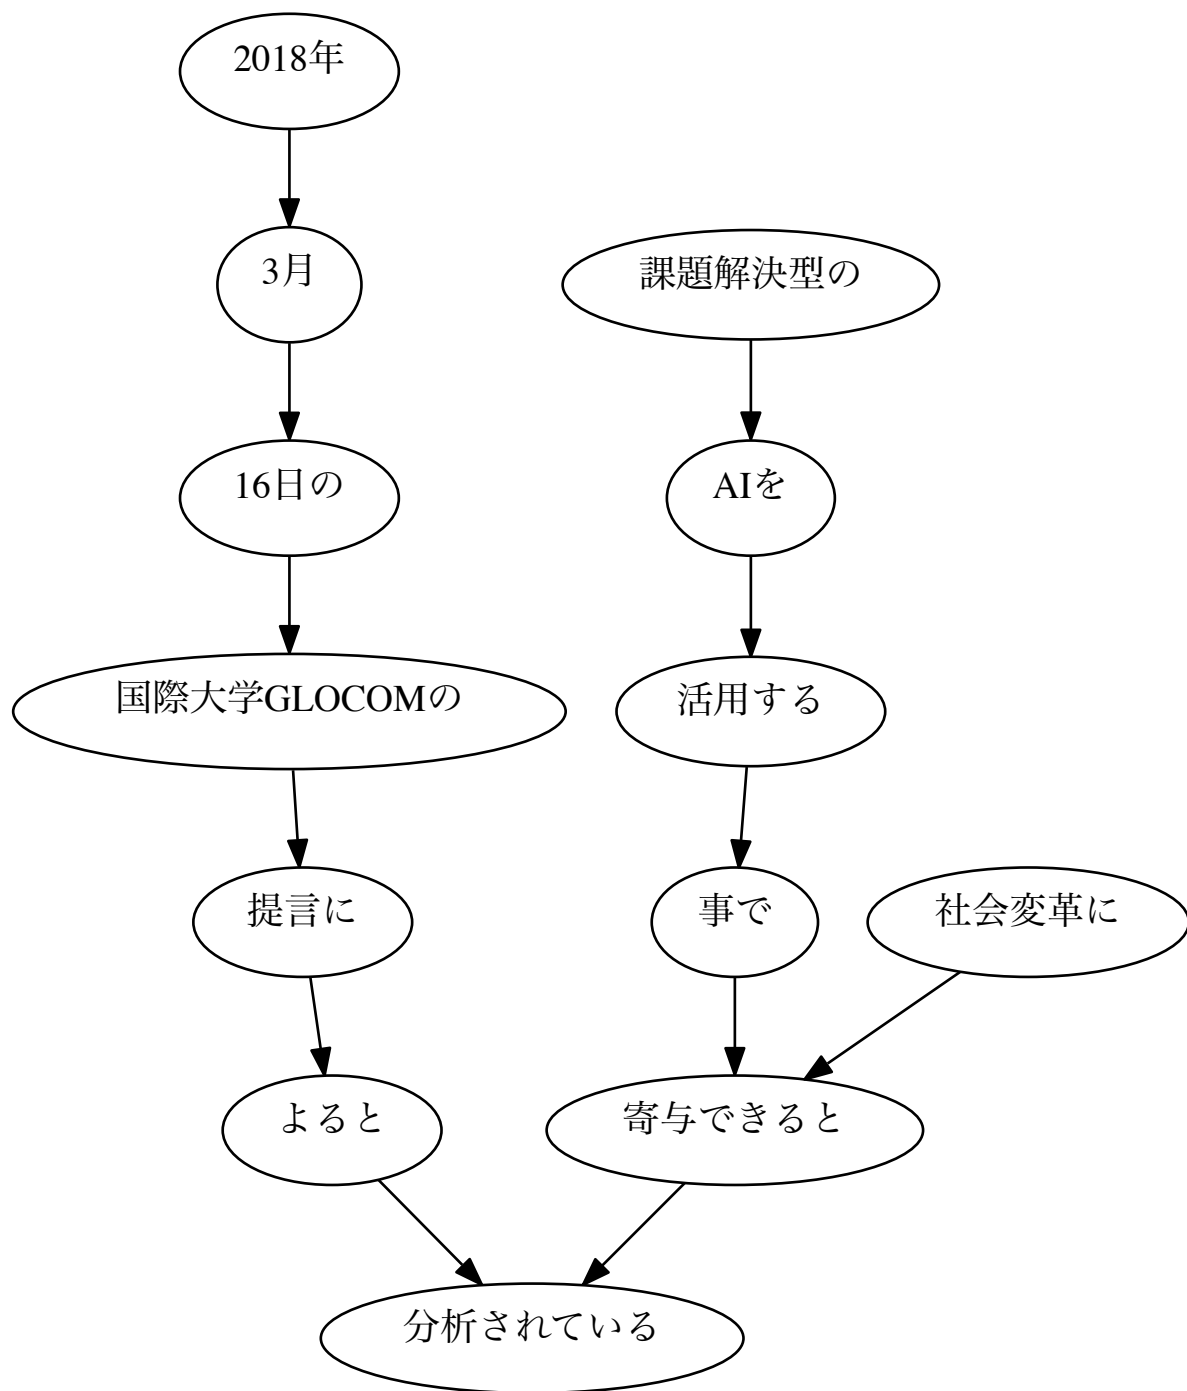 2018年
3月
課題解決型の
16日の
AIを
国際大学GLOCOMの
活用する
提言に
事で
社会変革に
よると
寄与できると
分析されている